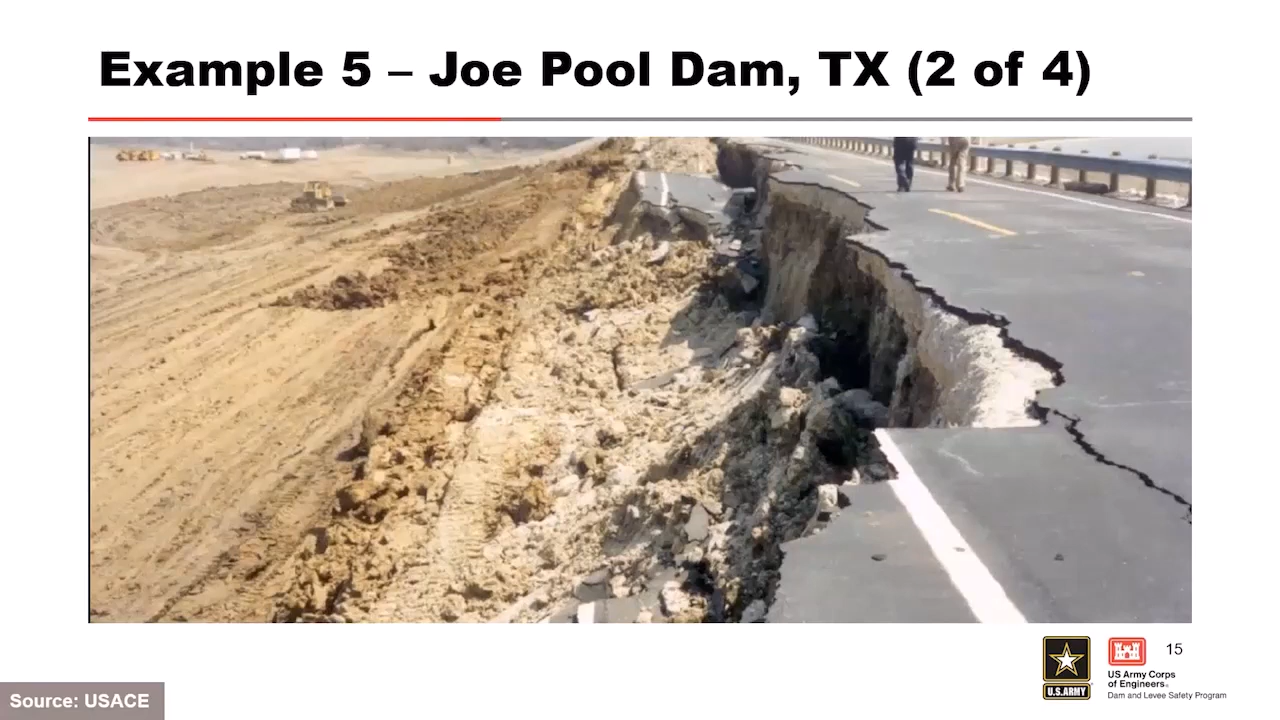 Example 5 – Joe Pool Dam, TX (2 of 4)
15
U.S.ARMY
US Army Corps
of Engineers®
Dam and Levee Safety Program
Source: USACE